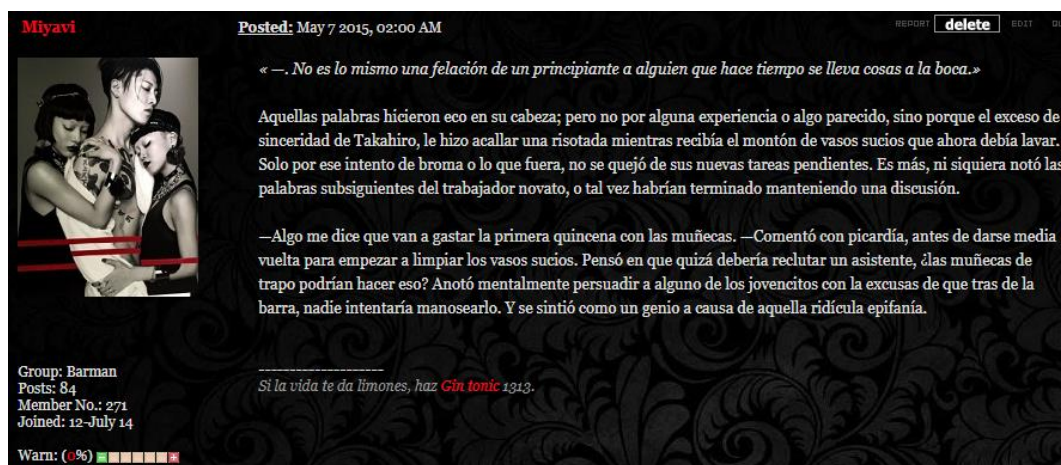 Miyavi
Posted: May 7 2015, 02:00 AM
REPORT delete EDIT
« —. No es lo mismo una felación de un principiante a alguien que hace tiempo se lleva cosas a la boca.»
Aquellas palabras hicieron eco en su cabeza; pero no por alguna experiencia o algo parecido, sino porque el exceso de
sinceridad de Takahiro, le hizo acallar una risotada mientras recibía el montón de vasos sucios que ahora debía lavar.
Solo por ese intento de broma o lo que fuera, no se quejó de sus nuevas tareas pendientes. Es más, ni siquiera notó las
palabras subsiguientes del trabajador novato, o tal vez habrían terminado manteniendo una discusión.
—Algo me dice que van a gastar la primera quincena con las muñecas. —Comentó con picardía, antes de darse media
vuelta para empezar a limpiar los vasos sucios. Pensó en que quizá debería reclutar un asistente, ¿las muñecas de
trapo podrían hacer eso? Anotó mentalmente persuadir a alguno de los jovencitos con la excusas de que tras de la
barra, nadie intentaría manosearlo. Y se sintió como un genio a causa de aquella ridícula epifanía.
--------------------
Si la vida te da limones, haz Gin tonic 1313.
Group: Barman
Posts: 84
Member No.: 271
Joined: 12-July 14
Warn: (0%)